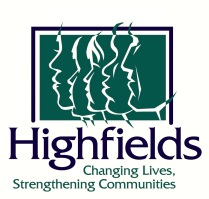 Highfields
Changing Lives,
Strengthening Communities